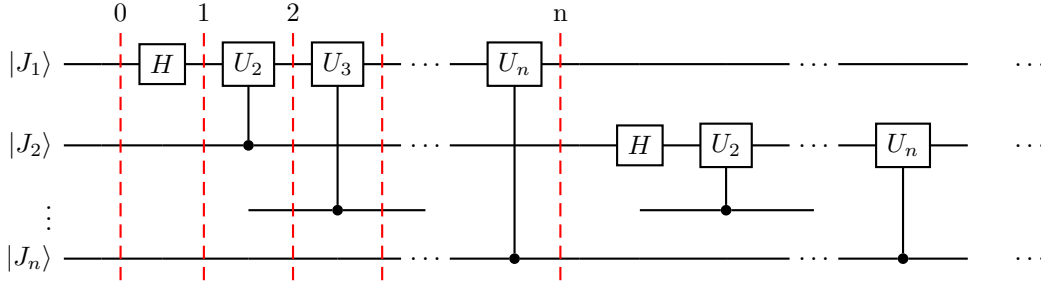 0 1 2 n
|J₁⟩ H U₂ U₃ ··· Uₙ ··· ···
|J₂⟩ ··· H U₂ ··· Uₙ ···
⋮
|Jₙ⟩ ··· ··· ···